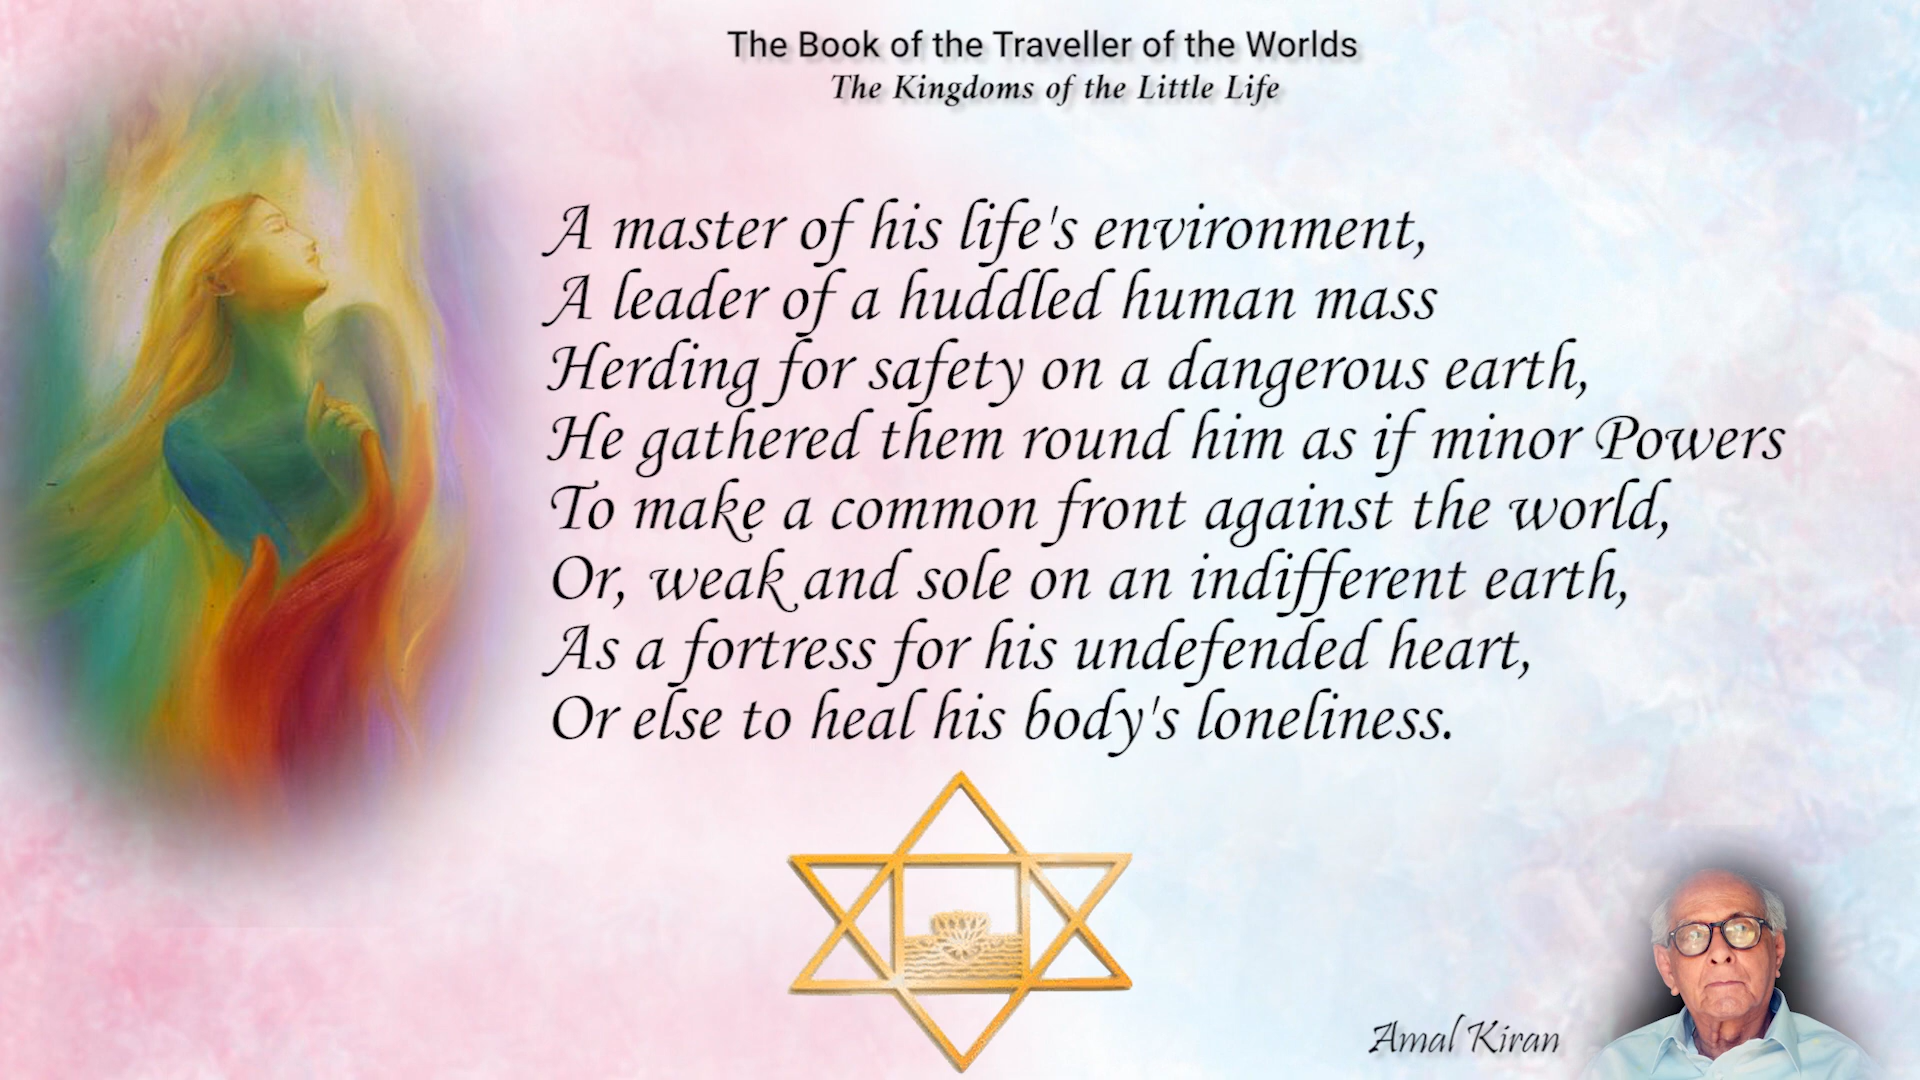 The Book of the Traveller of the Worlds
The Kingdoms of the Little Life
A master of his life's environment,
A leader of a huddled human mass
Herding for safety on a dangerous earth,
He gathered them round him as if minor Powers
To make a common front against the world,
Or, weak and sole on an indifferent earth,
As a fortress for his undefended heart,
Or else to heal his body's loneliness.
Amal Kiran